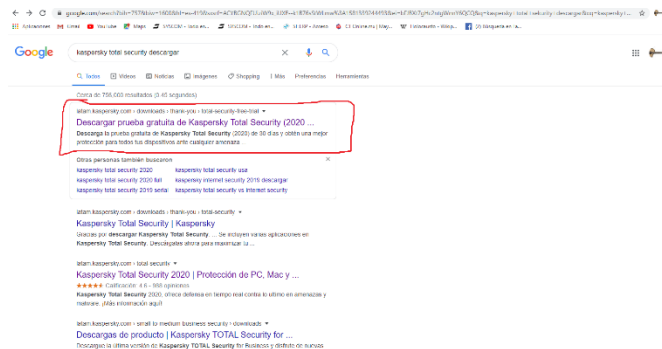 Aplicaciones Gmail YouTube Maps
Google
kaspersky total security descargar
Todos Vídeos Noticias Imágenes Shopping Más Preferencias Herramientas
Cerca de resultados (0.45 segundos)
latam.kaspersky.com › downloads › thank-you › total-security-free-trial
Descargar prueba gratuita de Kaspersky Total Security (2020 ...
Descarga la prueba gratuita de Kaspersky Total Security (2020) de 30 días y obtén una mejor
protección para todos tus dispositivos ante cualquier amenaza
Otras personas también buscaron
kaspersky total security 2020 kaspersky total security usa
kaspersky total security 2020 full kaspersky internet security 2019 descargar
kaspersky total security 2019 serial kaspersky total security vs internet security
latam.kaspersky.com › downloads › thank-you › total-security
Kaspersky Total Security | Kaspersky
Gracias por descargar Kaspersky Total Security. ... Se incluyen varias aplicaciones en
Kaspersky Total Security. Descárgalas ahora para maximizar tu ...
latam.kaspersky.com › total-security
Kaspersky Total Security 2020 | Protección de PC, Mac y ...
Calificación: 4.6 - 886 opiniones
Kaspersky Total Security 2020, ofrece defensa en tiempo real contra lo último en amenazas y
malware. ¡Más información aquí!
latam.kaspersky.com › small-to-medium-business-security › downloads
Descargas de producto | Kaspersky TOTAL Security for ...
Descargue la última versión de Kaspersky TOTAL Security for Business y disfrute de nuevas